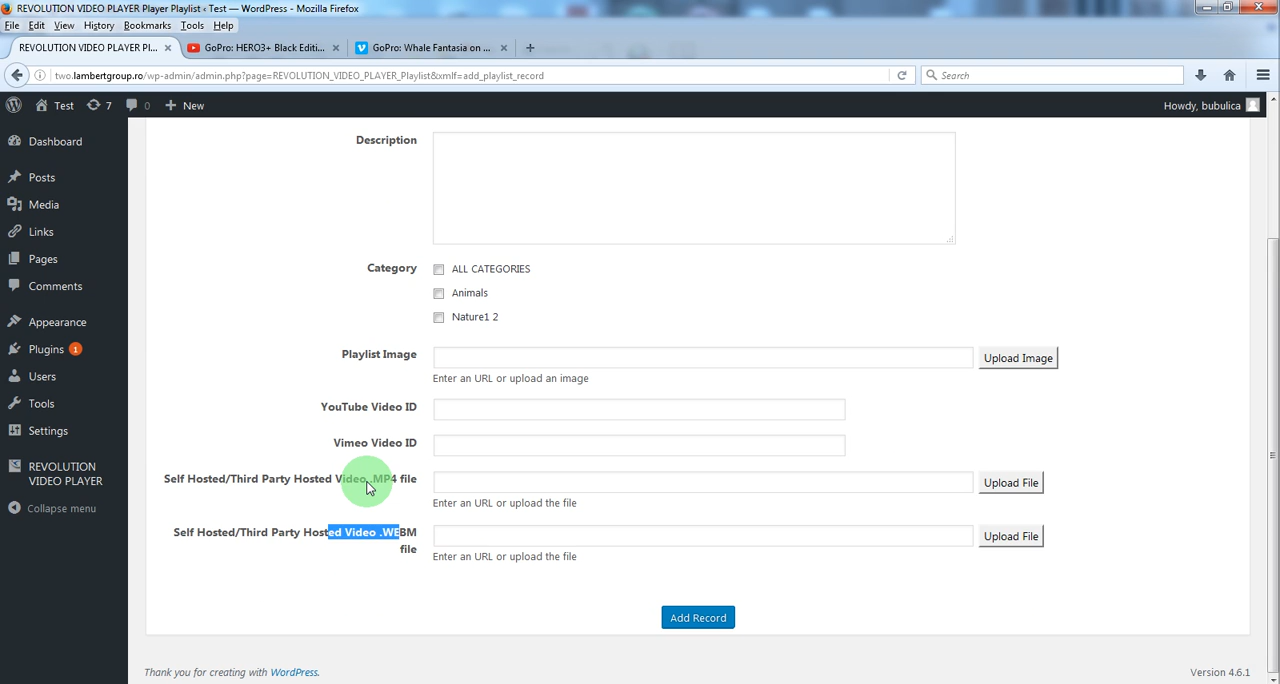 REVOLUTION VIDEO PLAYER Player Playlist ‹ Test — WordPress - Mozilla Firefox
File Edit View History Bookmarks Tools Help
REVOLUTION VIDEO PLAYER Pl... × GoPro: HERO3+ Black Editi... × GoPro: Whale Fantasia on ... × +
two.lambertgroup.ro/wp-admin/admin.php?page=REVOLUTION_VIDEO_PLAYER_Playlist&xmlf=add_playlist_record Search
Test 7 0 + New Howdy, bubulica
Dashboard
Posts
Media
Links
Pages
Comments
Appearance
Plugins 1
Users
Tools
Settings
REVOLUTION
VIDEO PLAYER
Collapse menu
Description
Category ALL CATEGORIES
Animals
Nature1 2
Playlist Image Upload Image
Enter an URL or upload an image
YouTube Video ID
Vimeo Video ID
Self Hosted/Third Party Hosted Video .MP4 file Upload File
Enter an URL or upload the file
Self Hosted/Third Party Hosted Video .WEBM
file Upload File
Enter an URL or upload the file
Add Record
Thank you for creating with WordPress. Version 4.6.1